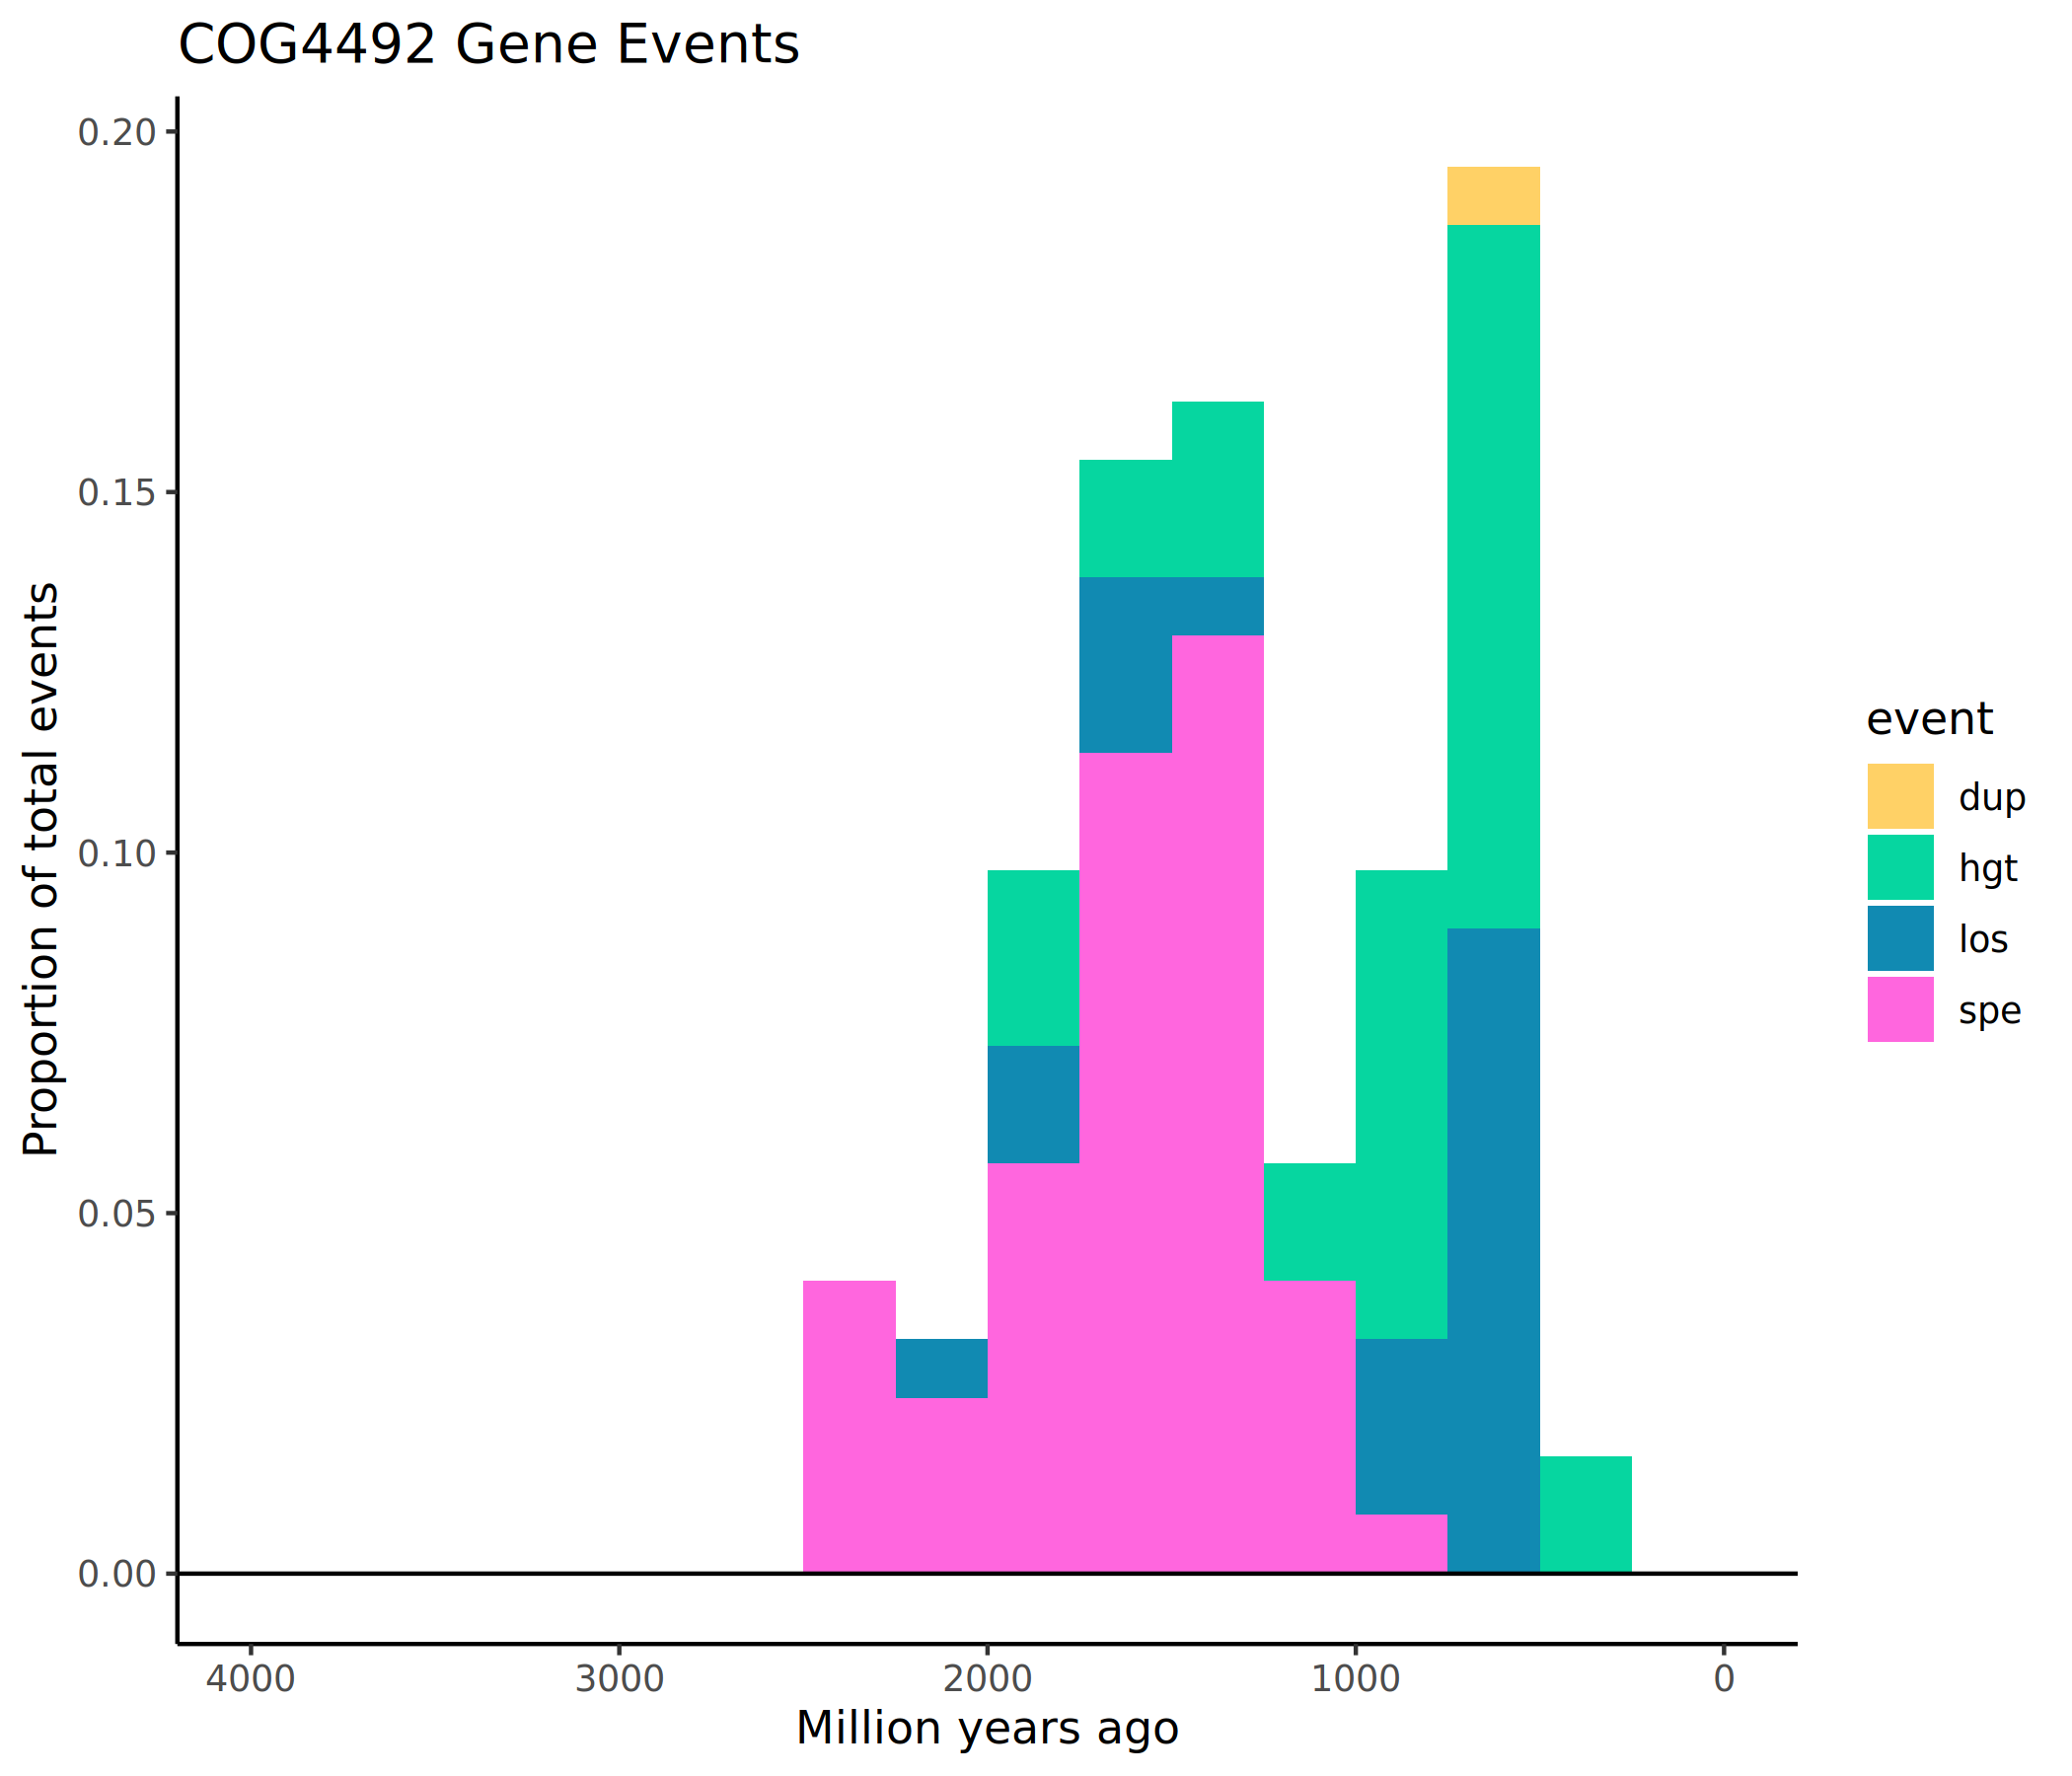 COG4492 Gene Events
Proportion of total events
0.20
0.15
0.10
0.05
0.00
4000 3000 2000 1000 0
Million years ago
event
dup
hgt
los
spe